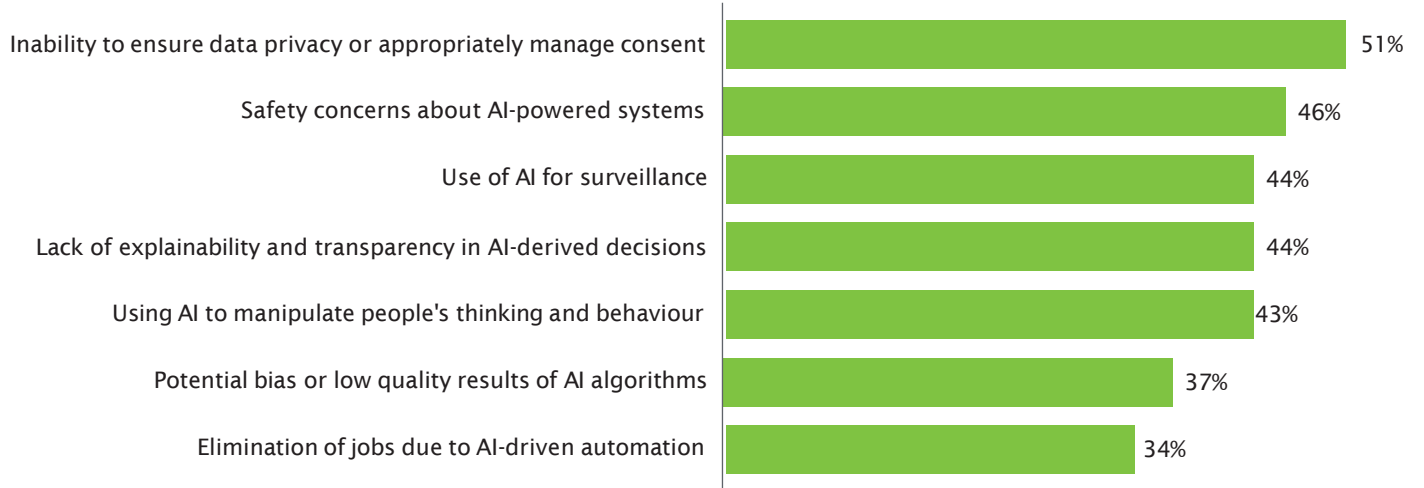 Inability to ensure data privacy or appropriately manage consent 51%
Safety concerns about AI-powered systems 46%
Use of AI for surveillance 44%
Lack of explainability and transparency in AI-derived decisions 44%
Using AI to manipulate people's thinking and behaviour 43%
Potential bias or low quality results of AI algorithms 37%
Elimination of jobs due to AI-driven automation 34%